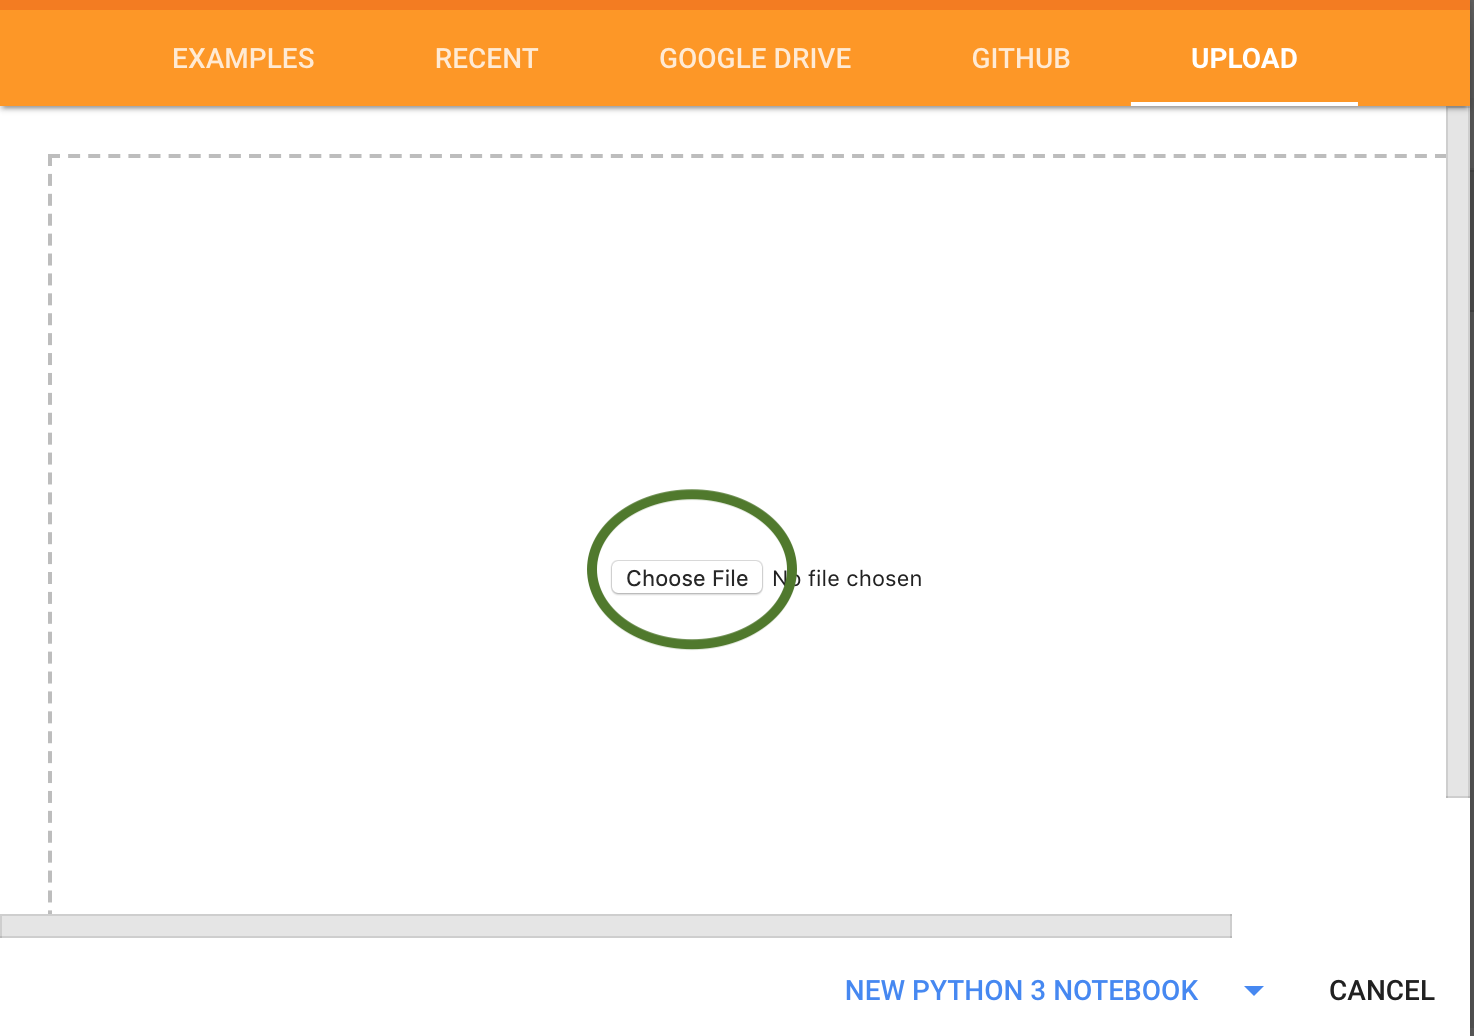 EXAMPLES RECENT GOOGLE DRIVE GITHUB UPLOAD
Choose File No file chosen
NEW PYTHON 3 NOTEBOOK CANCEL